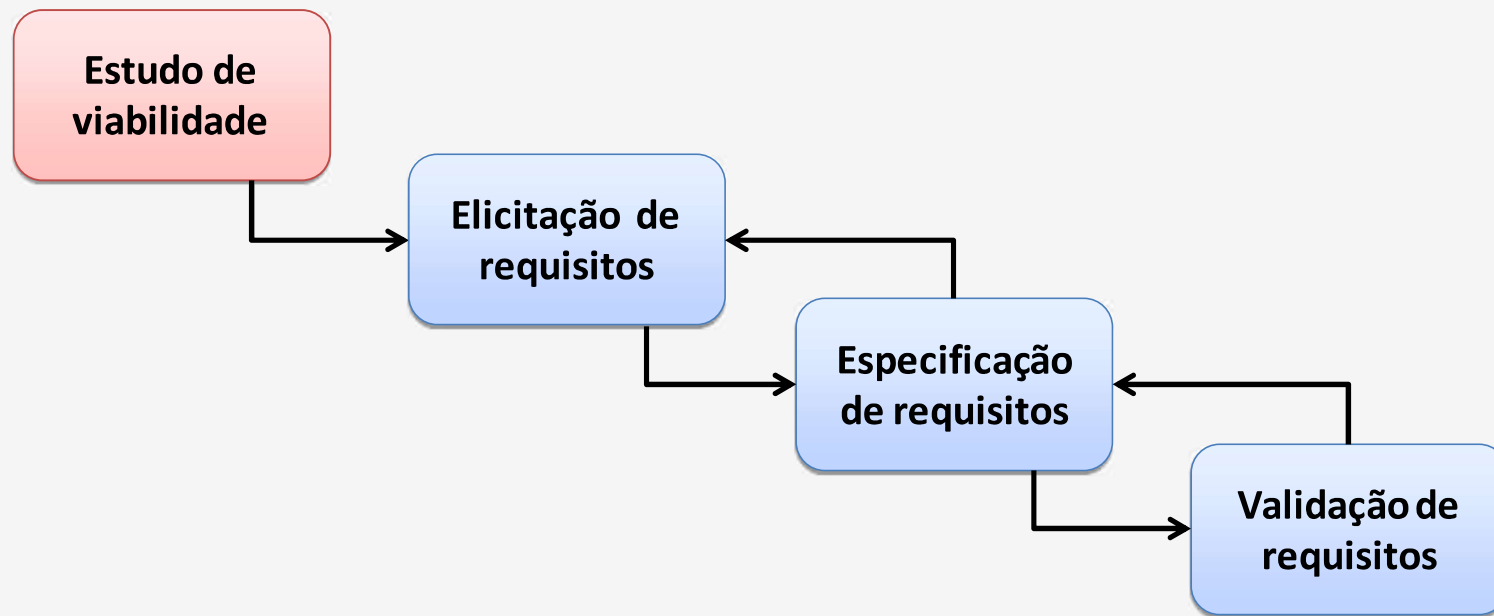 Estudo de
viabilidade
Elicitação de
requisitos
Especificação
de requisitos
Validação de
requisitos